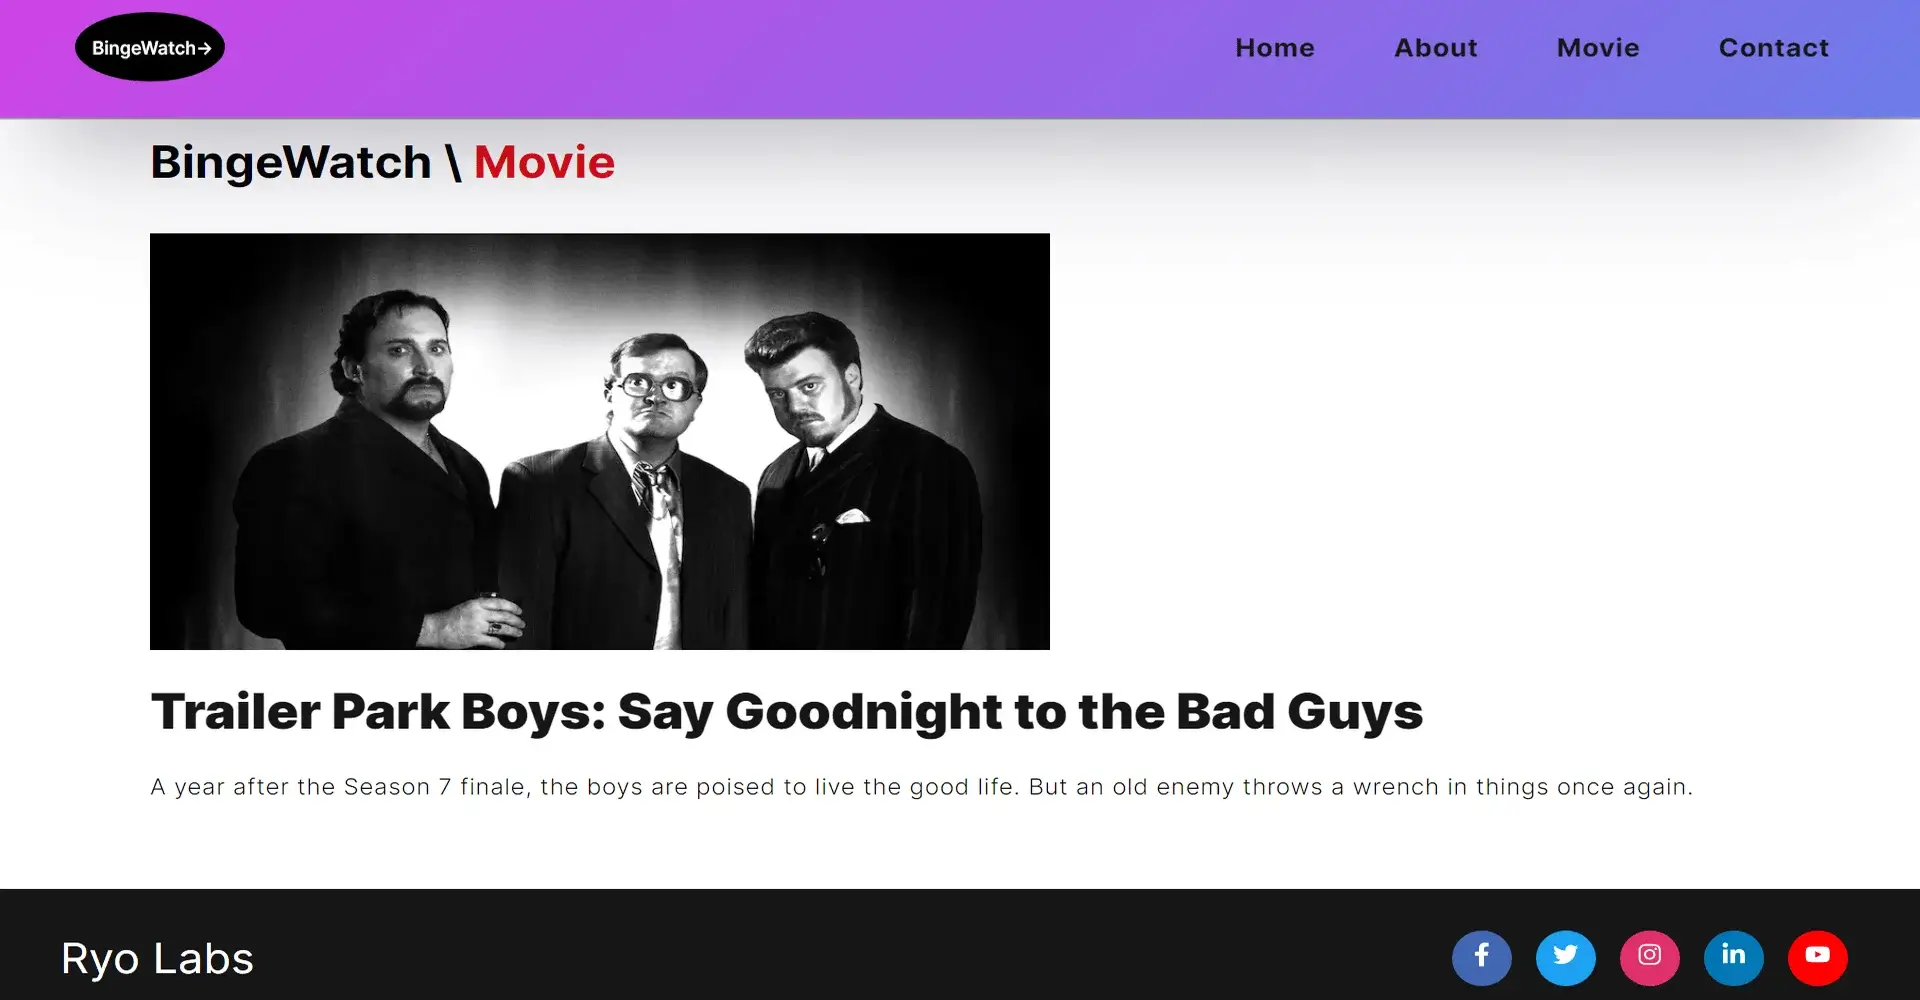 BingeWatch→
Home About Movie Contact
BingeWatch \ Movie
Trailer Park Boys: Say Goodnight to the Bad Guys
A year after the Season 7 finale, the boys are poised to live the good life. But an old enemy throws a wrench in things once again.
Ryo Labs